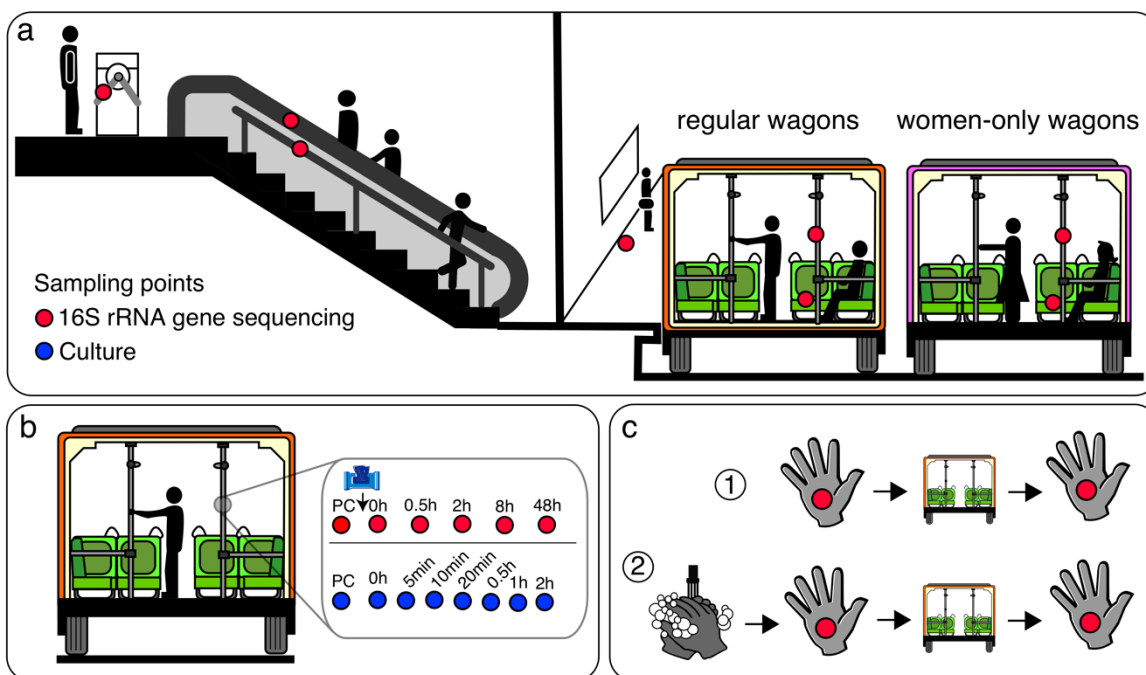 a
regular wagons
women-only wagons
Sampling points
16S rRNA gene sequencing
Culture
b
PC 0h 0.5h 2h 8h 48h
PC 0h 5min 10min 20min 0.5h 1h 2h
c
1
2